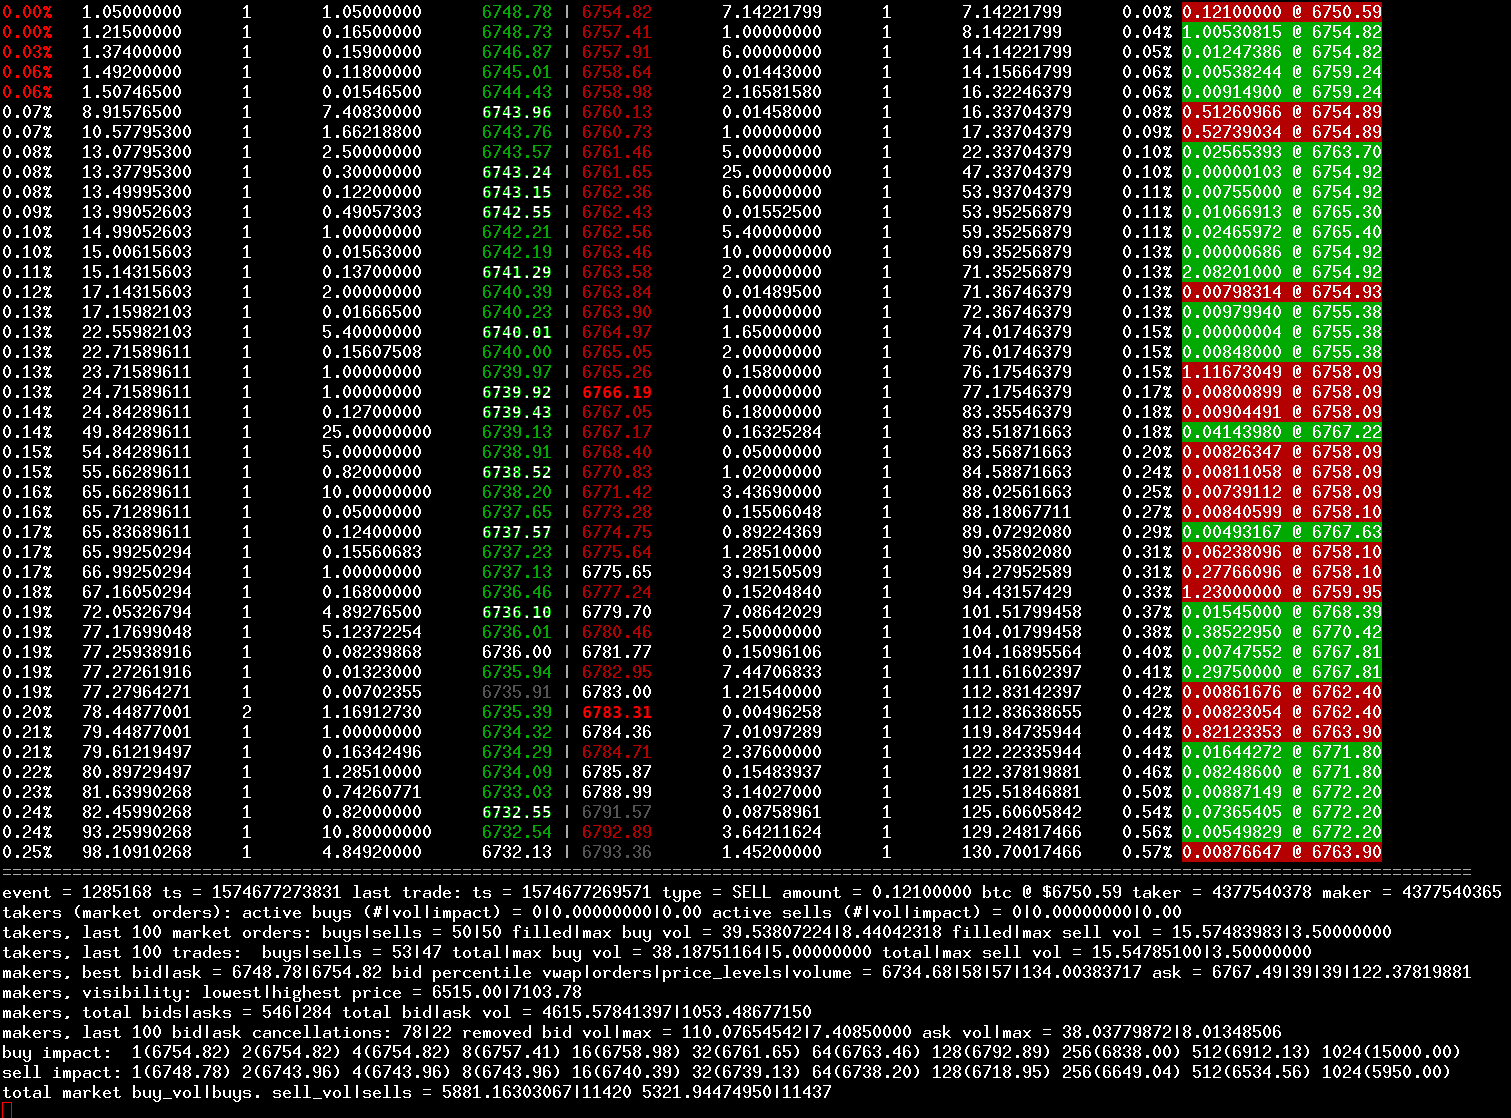 0.00% 1.05000000 1 1.05000000 6748.78 | 6754.82 7.14221799 1 7.14221799 0.00% 0.12100000 @ 6750.59
0.00% 1.21500000 1 0.16500000 6748.73 | 6757.41 1.00000000 1 8.14221799 0.04% 1.00530815 @ 6754.82
0.03% 1.37400000 1 0.15900000 6746.87 | 6757.91 6.00000000 1 14.14221799 0.05% 0.01247386 @ 6754.82
0.06% 1.49200000 1 0.11800000 6745.01 | 6758.64 0.01443000 1 14.15664799 0.06% 0.00538244 @ 6759.24
0.06% 1.50746500 1 0.01546500 6744.43 | 6758.98 2.16581580 1 16.32246379 0.06% 0.00914900 @ 6759.24
0.07% 8.91576500 1 7.40830000 6743.96 | 6760.13 0.01458000 1 16.33704379 0.08% 0.51260966 @ 6754.89
0.07% 10.57795300 1 1.66218800 6743.76 | 6760.73 1.00000000 1 17.33704379 0.09% 0.52739034 @ 6754.89
0.08% 13.07795300 1 2.50000000 6743.57 | 6761.46 5.00000000 1 22.33704379 0.10% 0.02565393 @ 6763.70
0.08% 13.37795300 1 0.30000000 6743.24 | 6761.65 25.00000000 1 47.33704379 0.10% 0.00000103 @ 6754.92
0.08% 13.49995300 1 0.12200000 6743.15 | 6762.36 6.60000000 1 53.93704379 0.11% 0.00755000 @ 6754.92
0.09% 13.99052603 1 0.49057303 6742.55 | 6762.43 0.01552500 1 53.95256879 0.11% 0.01066913 @ 6765.30
0.10% 14.99052603 1 1.00000000 6742.21 | 6762.56 5.40000000 1 59.35256879 0.11% 0.02465972 @ 6765.40
0.10% 15.00615603 1 0.01563000 6742.19 | 6763.46 10.00000000 1 69.35256879 0.13% 0.00000686 @ 6754.92
0.11% 15.14315603 1 0.13700000 6741.29 | 6763.58 2.00000000 1 71.35256879 0.13% 2.08201000 @ 6754.92
0.12% 17.14315603 1 2.00000000 6740.39 | 6763.84 0.01489500 1 71.36746379 0.13% 0.00798314 @ 6754.93
0.13% 17.15982103 1 0.01666500 6740.23 | 6763.90 1.00000000 1 72.36746379 0.13% 0.00979940 @ 6755.38
0.13% 22.55982103 1 5.40000000 6740.01 | 6764.97 1.65000000 1 74.01746379 0.15% 0.00000004 @ 6755.38
0.13% 22.71589611 1 0.15607508 6740.00 | 6765.05 2.00000000 1 76.01746379 0.15% 0.00848000 @ 6755.38
0.13% 23.71589611 1 1.00000000 6739.97 | 6765.26 0.15800000 1 76.17546379 0.15% 1.11673049 @ 6758.09
0.13% 24.71589611 1 1.00000000 6739.92 | 6766.19 1.00000000 1 77.17546379 0.17% 0.00800899 @ 6758.09
0.14% 24.84289611 1 0.12700000 6739.43 | 6767.05 6.18000000 1 83.35546379 0.18% 0.00904491 @ 6758.09
0.14% 49.84289611 1 25.00000000 6739.13 | 6767.17 0.16325284 1 83.51871663 0.18% 0.04143980 @ 6767.22
0.15% 54.84289611 1 5.00000000 6738.91 | 6768.40 0.05000000 1 83.56871663 0.20% 0.00826347 @ 6758.09
0.15% 55.66289611 1 0.82000000 6738.52 | 6770.83 1.02000000 1 84.58871663 0.24% 0.00811058 @ 6758.09
0.16% 65.66289611 1 10.00000000 6738.20 | 6771.42 3.43690000 1 88.02561663 0.25% 0.00739112 @ 6758.09
0.16% 65.71289611 1 0.05000000 6737.65 | 6773.28 0.15506048 1 88.18067711 0.27% 0.00840599 @ 6758.10
0.17% 65.83689611 1 0.12400000 6737.57 | 6774.75 0.89224369 1 89.07292080 0.29% 0.00493167 @ 6767.63
0.17% 65.99250294 1 0.15560683 6737.23 | 6775.64 1.28510000 1 90.35802080 0.31% 0.06238096 @ 6758.10
0.17% 66.99250294 1 1.00000000 6737.13 | 6775.65 3.92150509 1 94.27952589 0.31% 0.27766096 @ 6758.10
0.18% 67.16050294 1 0.16800000 6736.46 | 6777.24 0.15204840 1 94.43157429 0.33% 1.23000000 @ 6759.95
0.19% 72.05326794 1 4.89276500 6736.10 | 6779.70 7.08642029 1 101.51799458 0.37% 0.01545000 @ 6768.39
0.19% 77.17699048 1 5.12372254 6736.01 | 6780.46 2.50000000 1 104.01799458 0.38% 0.38522950 @ 6770.42
0.19% 77.25938916 1 0.08239868 6736.00 | 6781.77 0.15096106 1 104.16895564 0.40% 0.00747552 @ 6767.81
0.19% 77.27261916 1 0.01323000 6735.94 | 6782.95 7.44706833 1 111.61602397 0.41% 0.29750000 @ 6767.81
0.19% 77.27964271 1 0.00702355 6735.91 | 6783.00 1.21540000 1 112.83142397 0.42% 0.00861676 @ 6762.40
0.20% 78.44877001 2 1.16912730 6735.39 | 6783.31 0.00496258 1 112.83638655 0.42% 0.00823054 @ 6762.40
0.21% 79.44877001 1 1.00000000 6734.32 | 6784.36 7.01097289 1 119.84735944 0.44% 0.82123353 @ 6763.90
0.21% 79.61219497 1 0.16342496 6734.29 | 6784.71 2.37600000 1 122.22335944 0.44% 0.01644272 @ 6771.80
0.22% 80.89729497 1 1.28510000 6734.09 | 6785.87 0.15483937 1 122.37819881 0.46% 0.08248600 @ 6771.80
0.23% 81.63990268 1 0.74260771 6733.03 | 6788.99 3.14027000 1 125.51846881 0.50% 0.00887149 @ 6772.20
0.24% 82.45990268 1 0.82000000 6732.55 | 6791.57 0.08758961 1 125.60605842 0.54% 0.07365405 @ 6772.20
0.24% 93.25990268 1 10.80000000 6732.54 | 6792.89 3.64211624 1 129.24817466 0.56% 0.00549829 @ 6772.20
0.25% 98.10910268 1 4.84920000 6732.13 | 6793.36 1.45200000 1 130.70017466 0.57% 0.00876647 @ 6763.90
===================================================================================================================================================
event = 1285168 ts = 1574677273831 last trade: ts = 1574677269571 type = SELL amount = 0.12100000 btc @ $6750.59 taker = 4377540378 maker = 4377540365
takers (market orders): active buys (#|vol|impact) = 0|0.00000000|0.00 active sells (#|vol|impact) = 0|0.00000000|0.00
takers, last 100 market orders: buys|sells = 50|50 filled|max buy vol = 39.53807224|8.44042318 filled|max sell vol = 15.57483983|3.50000000
takers, last 100 trades:  buys|sells = 53|47 total|max buy vol = 38.18751164|5.00000000 total|max sell vol = 15.54785100|3.50000000
makers, best bid|ask = 6748.78|6754.82 bid percentile vwap|orders|price_levels|volume = 6734.68|58|57|134.00383717 ask = 6767.49|39|39|122.37819881
makers, visibility: lowest|highest price = 6515.00|7103.78
makers, total bids|asks = 546|284 total bid|ask vol = 4615.57841397|1053.48677150
makers, last 100 bid|ask cancellations: 78|22 removed bid vol|max = 110.07654542|7.40850000 ask vol|max = 38.03779872|8.01348506
buy impact:  1(6754.82) 2(6754.82) 4(6754.82) 8(6757.41) 16(6758.98) 32(6761.65) 64(6763.46) 128(6792.89) 256(6838.00) 512(6912.13) 1024(15000.00)
sell impact: 1(6748.78) 2(6743.96) 4(6743.96) 8(6743.96) 16(6740.39) 32(6739.13) 64(6738.20) 128(6718.95) 256(6649.04) 512(6534.56) 1024(5950.00)
total market buy_vol|buys. sell_vol|sells = 5881.16303067|11420 5321.94474950|11437